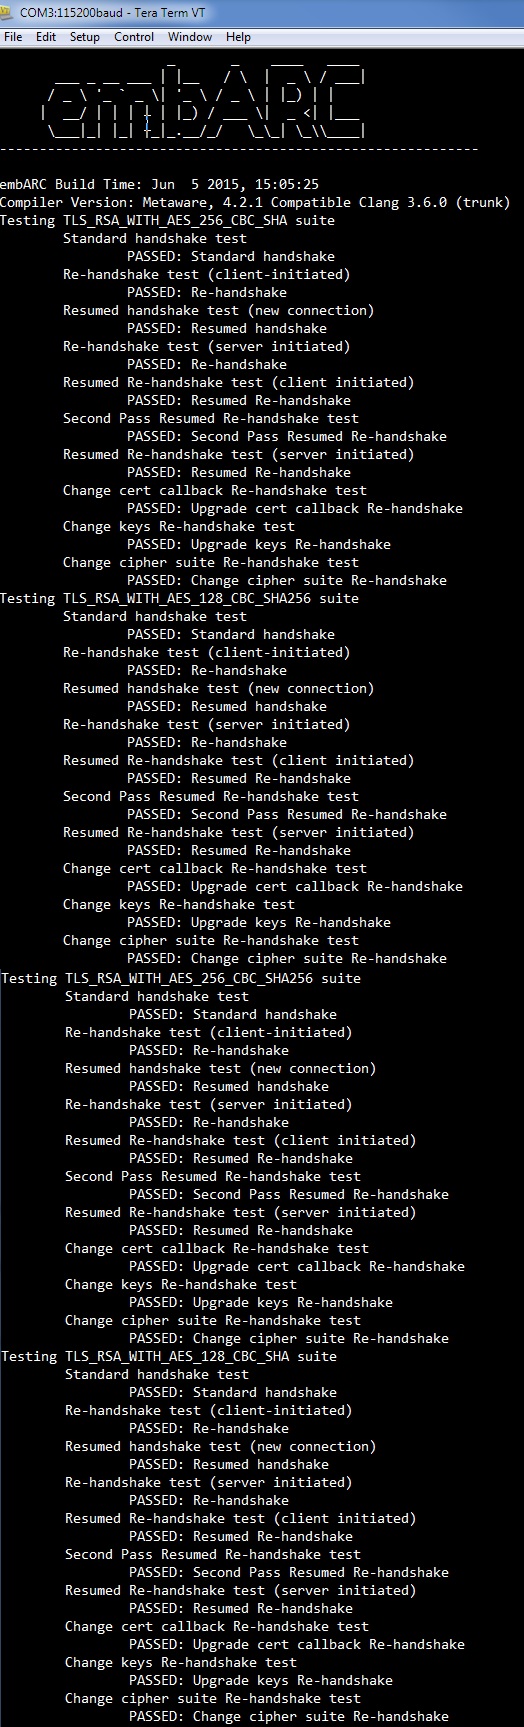 COM3:115200baud - Tera Term VT
File Edit Setup Control Window Help
embARC
embARC Build Time: Jun  5 2015, 15:05:25
Compiler Version: Metaware, 4.2.1 Compatible Clang 3.6.0 (trunk)
Testing TLS_RSA_WITH_AES_256_CBC_SHA suite
Standard handshake test
PASSED: Standard handshake
Re-handshake test (client-initiated)
PASSED: Re-handshake
Resumed handshake test (new connection)
PASSED: Resumed handshake
Re-handshake test (server initiated)
PASSED: Re-handshake
Resumed Re-handshake test (client initiated)
PASSED: Resumed Re-handshake
Second Pass Resumed Re-handshake test
PASSED: Second Pass Resumed Re-handshake
Resumed Re-handshake test (server initiated)
PASSED: Resumed Re-handshake
Change cert callback Re-handshake test
PASSED: Upgrade cert callback Re-handshake
Change keys Re-handshake test
PASSED: Upgrade keys Re-handshake
Change cipher suite Re-handshake test
PASSED: Change cipher suite Re-handshake
Testing TLS_RSA_WITH_AES_128_CBC_SHA256 suite
Standard handshake test
PASSED: Standard handshake
Re-handshake test (client-initiated)
PASSED: Re-handshake
Resumed handshake test (new connection)
PASSED: Resumed handshake
Re-handshake test (server initiated)
PASSED: Re-handshake
Resumed Re-handshake test (client initiated)
PASSED: Resumed Re-handshake
Second Pass Resumed Re-handshake test
PASSED: Second Pass Resumed Re-handshake
Resumed Re-handshake test (server initiated)
PASSED: Resumed Re-handshake
Change cert callback Re-handshake test
PASSED: Upgrade cert callback Re-handshake
Change keys Re-handshake test
PASSED: Upgrade keys Re-handshake
Change cipher suite Re-handshake test
PASSED: Change cipher suite Re-handshake
Testing TLS_RSA_WITH_AES_256_CBC_SHA256 suite
Standard handshake test
PASSED: Standard handshake
Re-handshake test (client-initiated)
PASSED: Re-handshake
Resumed handshake test (new connection)
PASSED: Resumed handshake
Re-handshake test (server initiated)
PASSED: Re-handshake
Resumed Re-handshake test (client initiated)
PASSED: Resumed Re-handshake
Second Pass Resumed Re-handshake test
PASSED: Second Pass Resumed Re-handshake
Resumed Re-handshake test (server initiated)
PASSED: Resumed Re-handshake
Change cert callback Re-handshake test
PASSED: Upgrade cert callback Re-handshake
Change keys Re-handshake test
PASSED: Upgrade keys Re-handshake
Change cipher suite Re-handshake test
PASSED: Change cipher suite Re-handshake
Testing TLS_RSA_WITH_AES_128_CBC_SHA suite
Standard handshake test
PASSED: Standard handshake
Re-handshake test (client-initiated)
PASSED: Re-handshake
Resumed handshake test (new connection)
PASSED: Resumed handshake
Re-handshake test (server initiated)
PASSED: Re-handshake
Resumed Re-handshake test (client initiated)
PASSED: Resumed Re-handshake
Second Pass Resumed Re-handshake test
PASSED: Second Pass Resumed Re-handshake
Resumed Re-handshake test (server initiated)
PASSED: Resumed Re-handshake
Change cert callback Re-handshake test
PASSED: Upgrade cert callback Re-handshake
Change keys Re-handshake test
PASSED: Upgrade keys Re-handshake
Change cipher suite Re-handshake test
PASSED: Change cipher suite Re-handshake